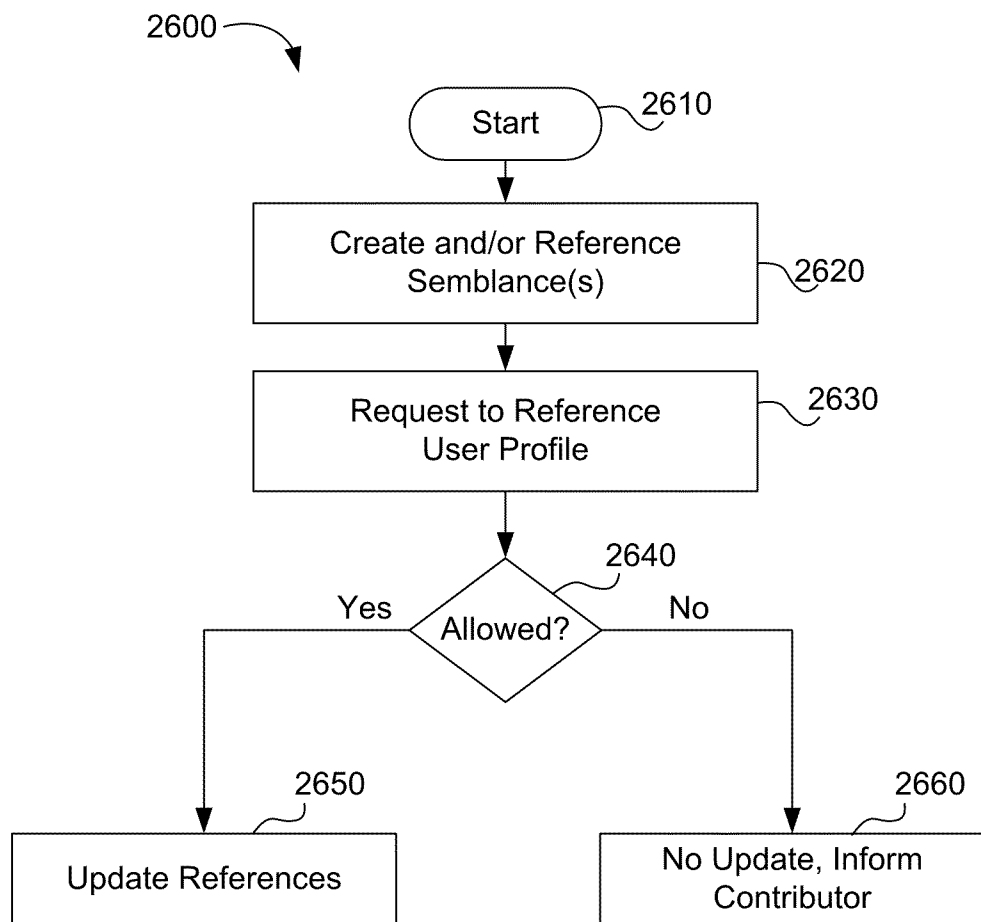 2600
Start
2610
Create and/or Reference
Semblance(s)
2620
Request to Reference
User Profile
2630
2640
Yes
Allowed?
No
2650
2660
Update References
No Update, Inform
Contributor